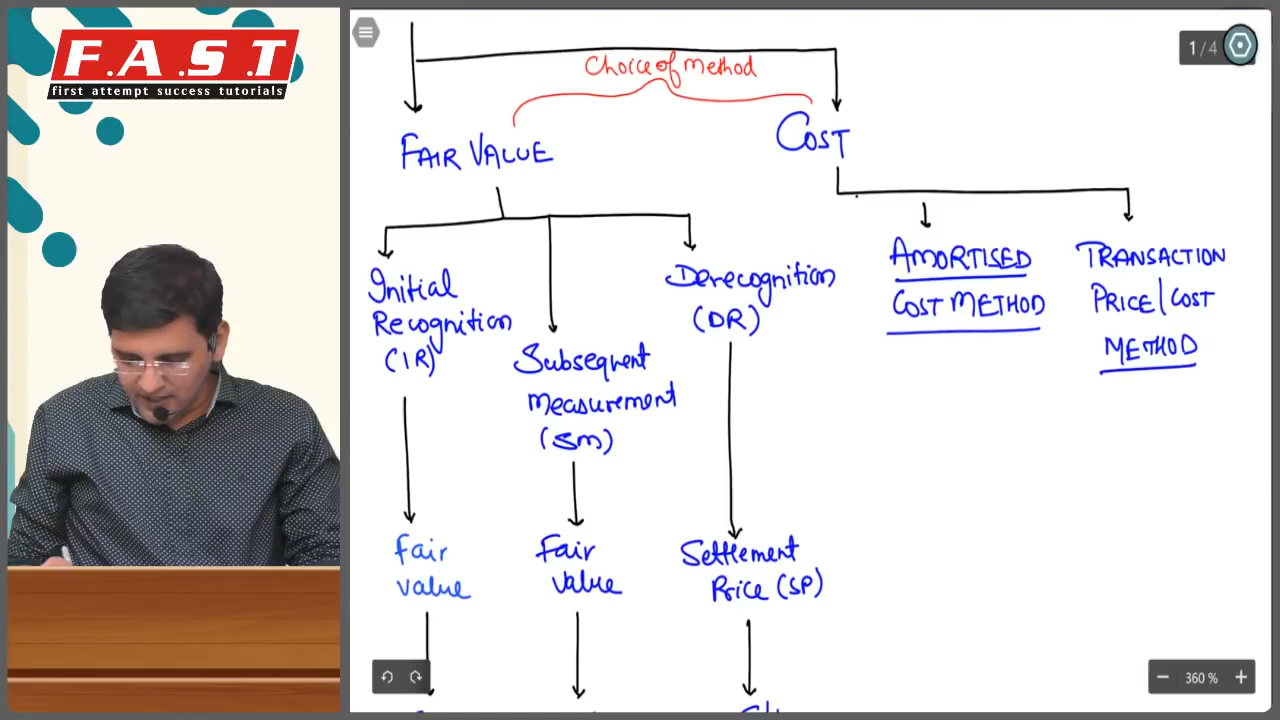 F.A.S.T
first attempt success tutorials
1/4
Choice of method
FAIR VALUE
COST
Initial
Recognition
(IR)
Subsequent
measurement
(SM)
Derecognition
(DR)
AMORTISED
COST METHOD
TRANSACTION
PRICE/COST
METHOD
Fair
value
Fair
Value
Settlement
Price (SP)
360 %